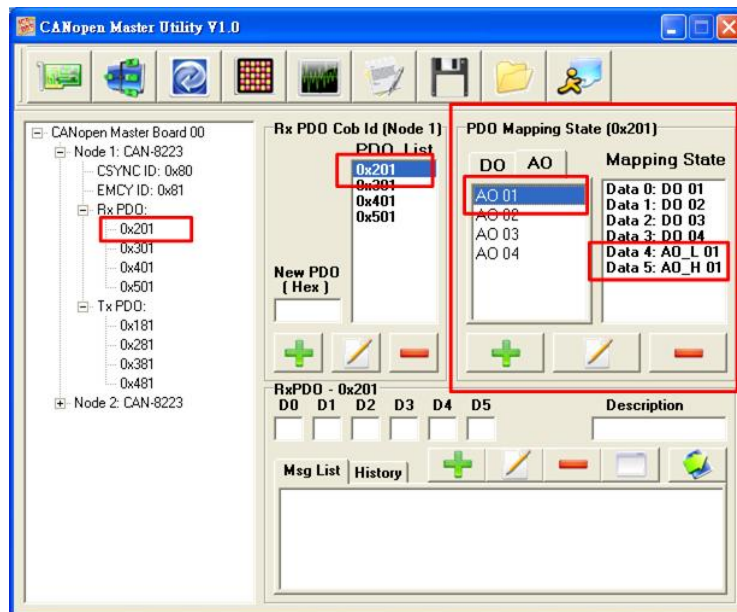 CANopen Master Utility V1.0
CANopen Master Board 00
Node 1: CAN-8223
CSYNC ID: 0x80
EMCY ID: 0x81
Rx PDO:
0x201
0x301
0x401
0x501
Tx PDO:
0x181
0x281
0x381
0x481
Node 2: CAN-8223
Rx PDO Cob Id (Node 1)
PDO List
0x201
0x301
0x401
0x501
New PDO
( Hex )
PDO Mapping State (0x201)
DO AO
AO 01
AO 02
AO 03
AO 04
Mapping State
Data 0: DO 01
Data 1: DO 02
Data 2: DO 03
Data 3: DO 04
Data 4: AO_L 01
Data 5: AO_H 01
RxPDO - 0x201
D0 D1 D2 D3 D4 D5 Description
Msg List History